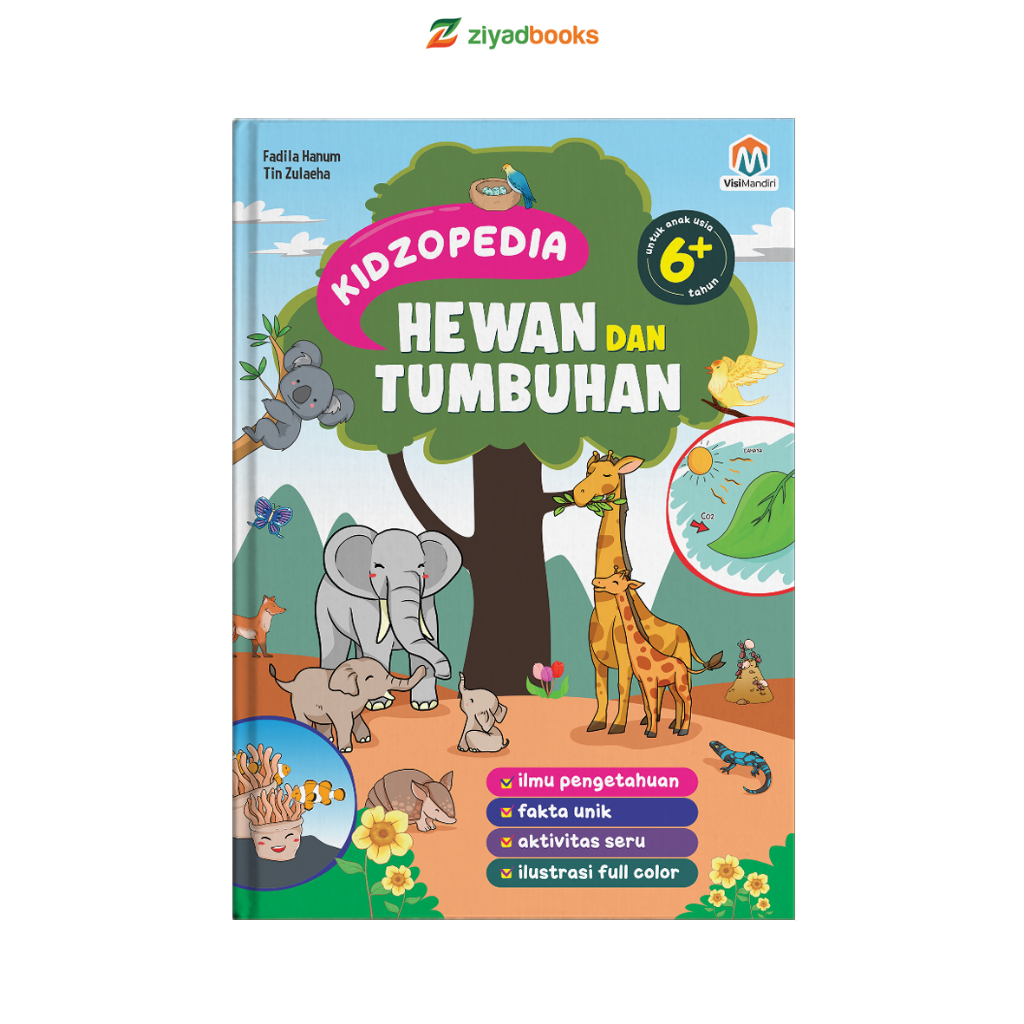 ziyadbooks
Fadila Hanum
Tin Zulaeha
VisiMandiri
KIDZOPEDIA
untuk anak usia
6+
tahun
HEWAN DAN
TUMBUHAN
CAHAYA
CO2
ilmu pengetahuan
fakta unik
aktivitas seru
ilustrasi full color